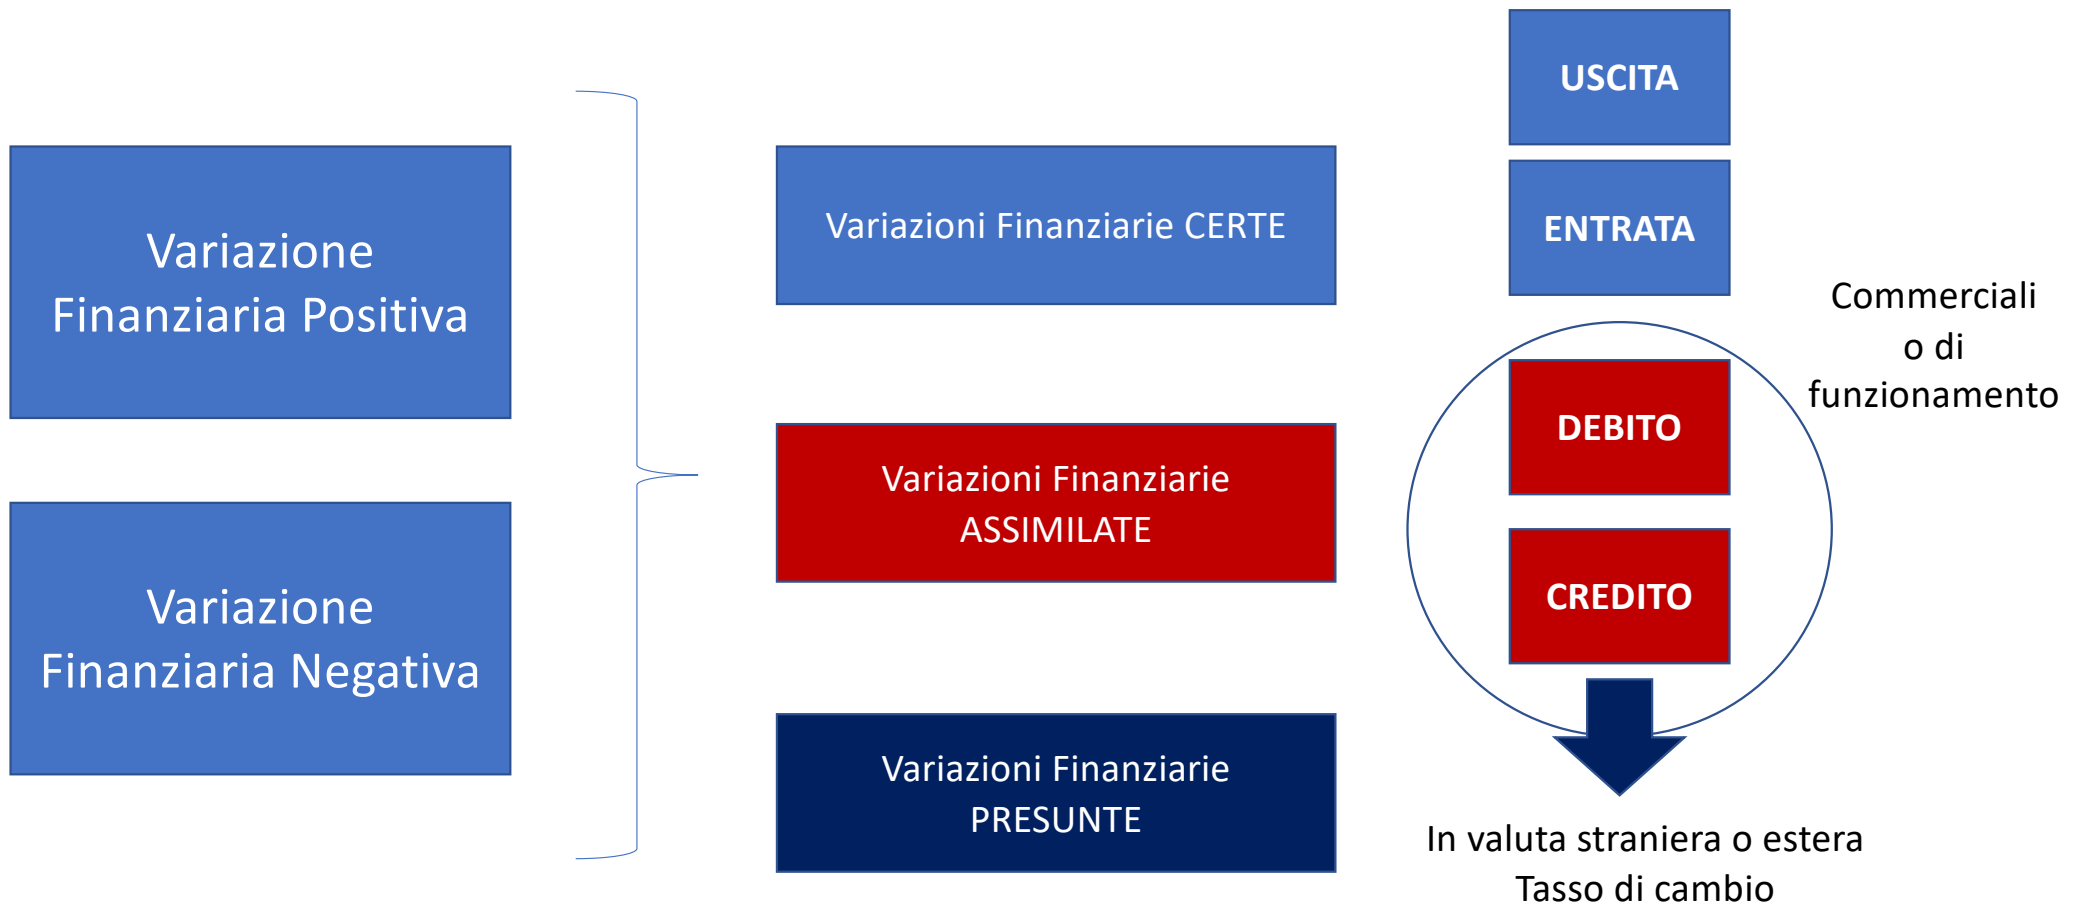 Variazione
Finanziaria Positiva
Variazione
Finanziaria Negativa
Variazioni Finanziarie CERTE
Variazioni Finanziarie
ASSIMILATE
Variazioni Finanziarie
PRESUNTE
USCITA
ENTRATA
DEBITO
CREDITO
Commerciali
o di
funzionamento
In valuta straniera o estera
Tasso di cambio